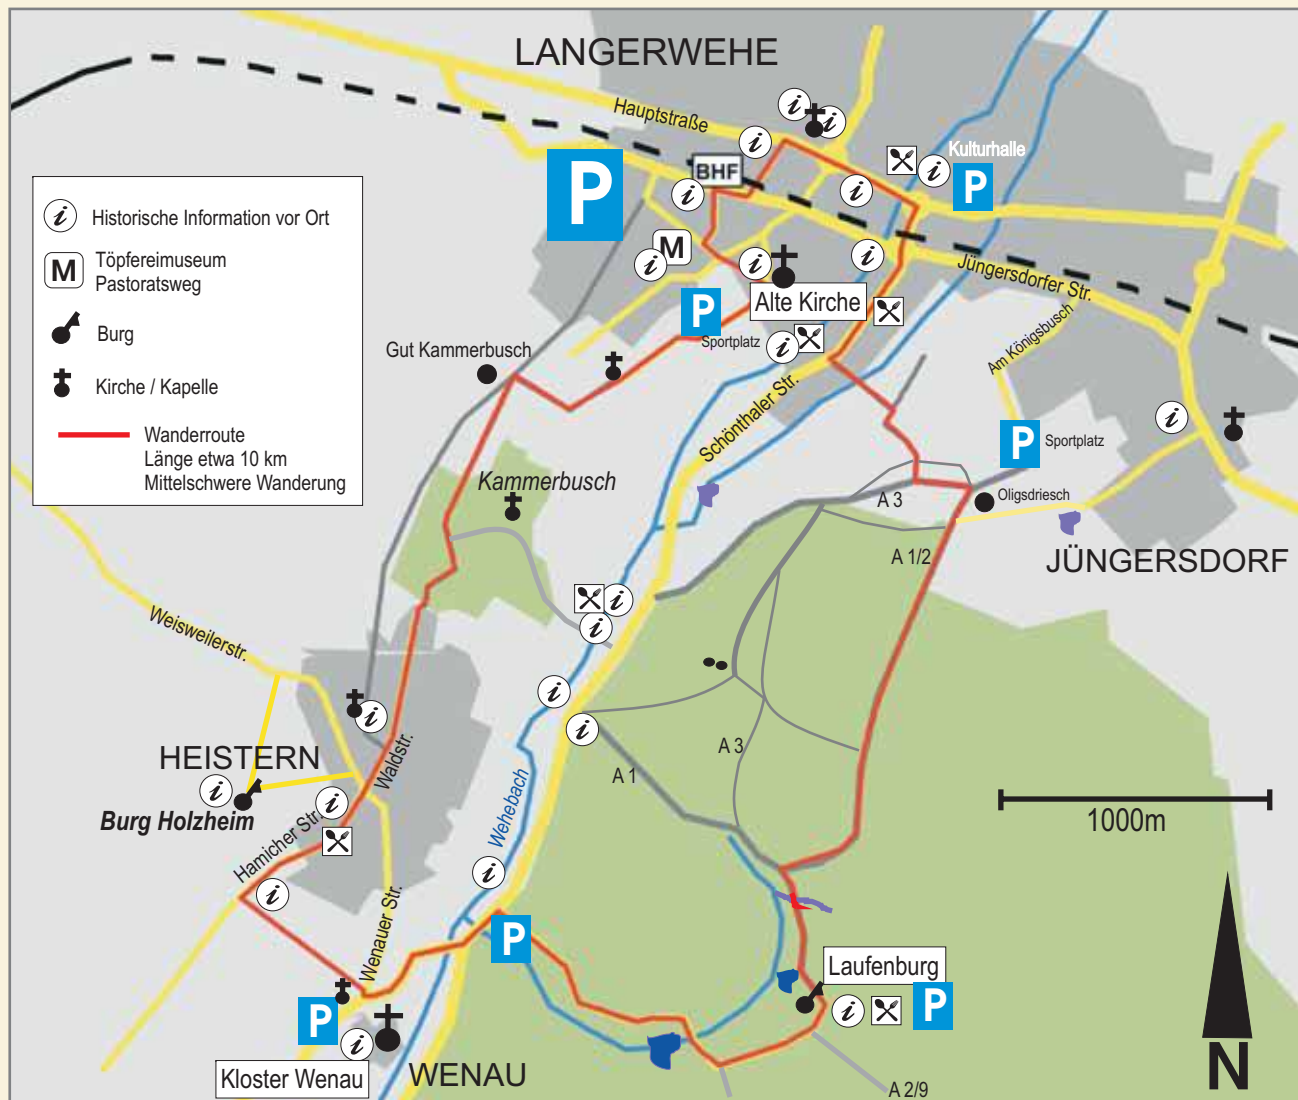 LANGERWEHE
Hauptstraße
i
i
i
Kulturhalle
i
P
P
BHF
i
i
i
Historische Information vor Ort
M
Töpfereimuseum
Pastoratsweg
Burg
Kirche / Kapelle
Wanderroute
Länge etwa 10 km
Mittelschwere Wanderung
M
i
i
i
Jüngersdorfer Str.
Alte Kirche
P
Sportplatz
i
Am Königsbusch
Gut Kammerbusch
Schönthaler Str.
i
P
Sportplatz
Kammerbusch
Oligsdriesch
A 3
A 1/2
JÜNGERSDORF
i
i
Weisweilerstr.
i
i
i
HEISTERN
Waldstr.
A 3
A 1
i
Burg Holzheim
i
Hamicher Str.
Wehebach
1000m
i
i
Wenauer Str.
P
Laufenburg
i
P
P
i
Kloster Wenau
WENAU
A 2/9
N